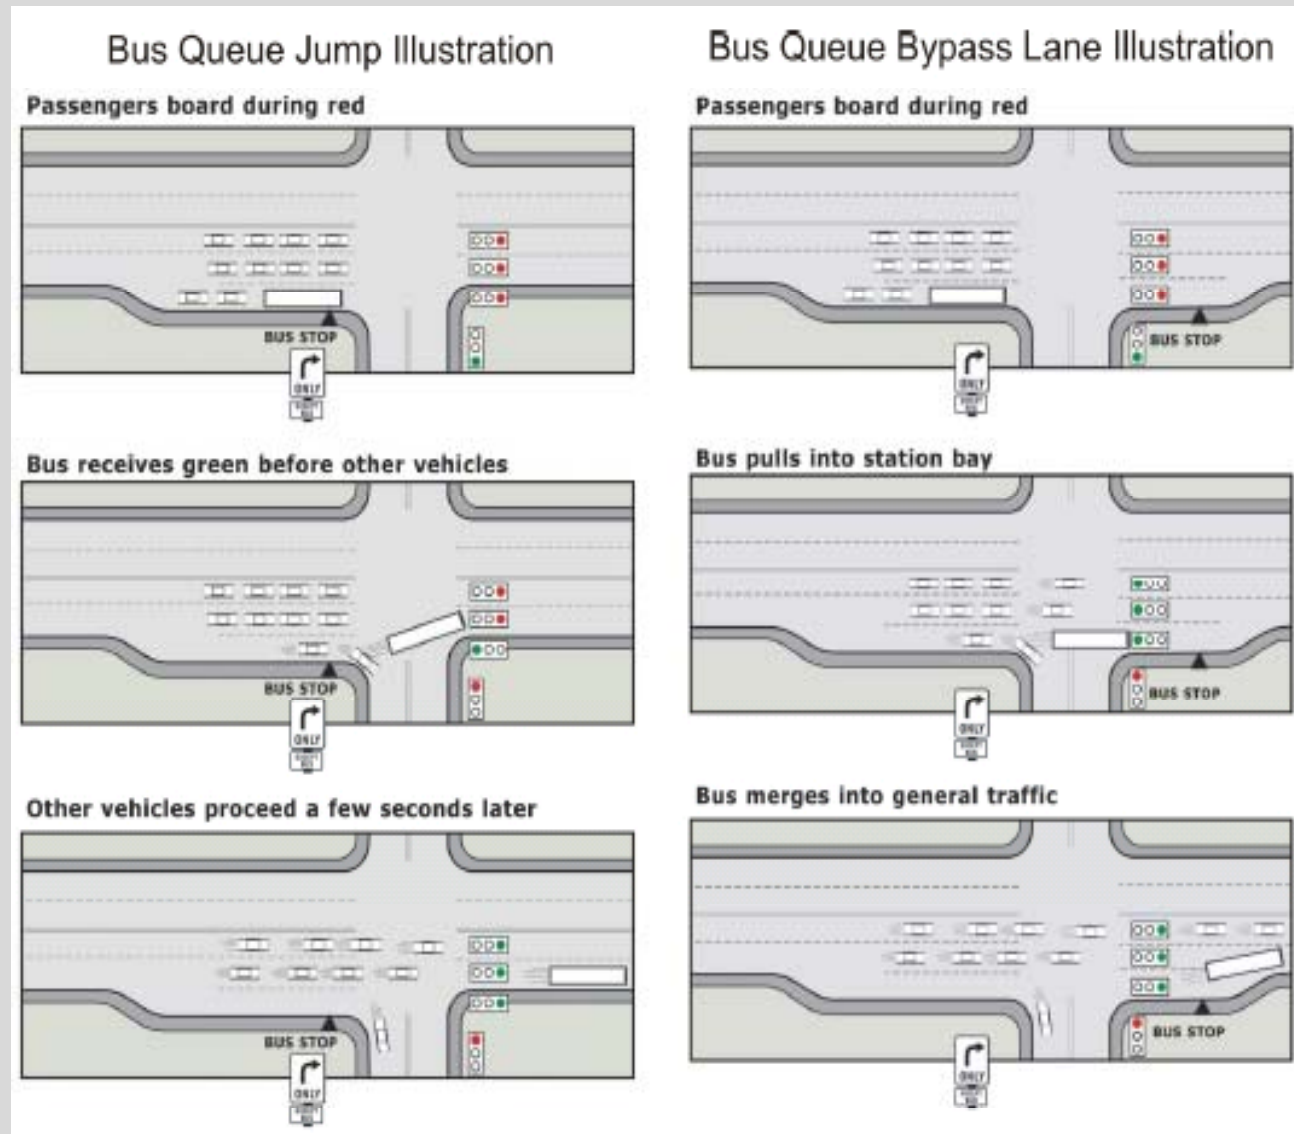 Bus Queue Jump Illustration
Passengers board during red
BUS STOP
ONLY
Bus receives green before other vehicles
BUS STOP
ONLY
Other vehicles proceed a few seconds later
BUS STOP
ONLY
Bus Queue Bypass Lane Illustration
Passengers board during red
BUS STOP
ONLY
Bus pulls into station bay
BUS STOP
ONLY
Bus merges into general traffic
BUS STOP
ONLY